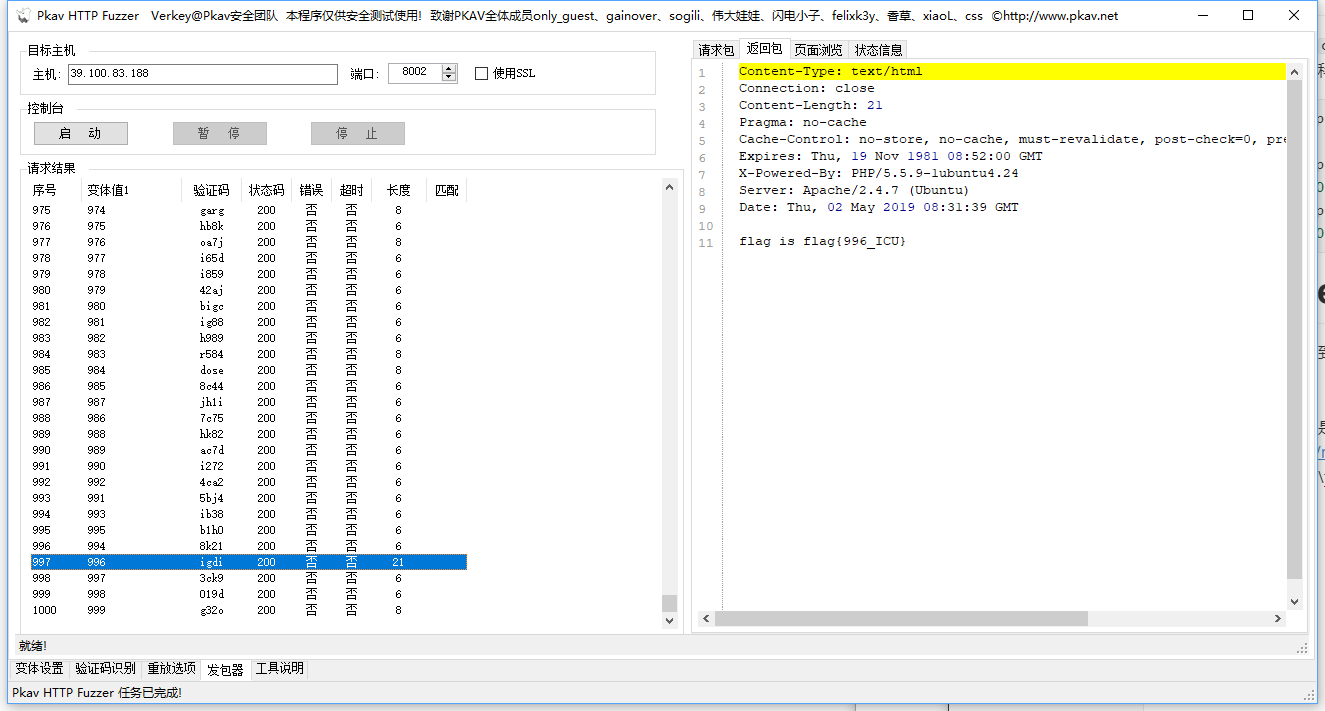 Pkav HTTP Fuzzer Verkey@Pkav安全团队 本程序仅供安全测试使用! 致谢PKAV全体成员only_guest、gainover、sogili、伟大娃娃、闪电小子、felixk3y、香草、xiaoL、css ©http://www.pkav.net
目标主机
主机: 39.100.83.188 端口: 8002 使用SSL
控制台
启 动 暂 停 停 止
请求结果
序号 变体值1 验证码 状态码 错误 超时 长度 匹配
975 974 garg 200 否 否 8
976 975 hb8k 200 否 否 6
977 976 oa7j 200 否 否 8
978 977 i65d 200 否 否 6
979 978 i859 200 否 否 6
980 979 42aj 200 否 否 6
981 980 bigc 200 否 否 6
982 981 ig88 200 否 否 6
983 982 h989 200 否 否 6
984 983 r584 200 否 否 8
985 984 dose 200 否 否 8
986 985 8c44 200 否 否 6
987 987 jh1i 200 否 否 6
988 986 7c75 200 否 否 6
989 988 hk82 200 否 否 6
990 989 ac7d 200 否 否 6
991 990 i272 200 否 否 6
992 992 4ca2 200 否 否 6
993 991 5bj4 200 否 否 6
994 993 ib38 200 否 否 6
995 995 b1h0 200 否 否 6
996 994 8k21 200 否 否 6
997 996 igdi 200 否 否 21
998 997 3ck9 200 否 否 6
999 998 019d 200 否 否 6
1000 999 g32o 200 否 否 8
请求包 返回包 页面浏览 状态信息
1 Content-Type: text/html
2 Connection: close
3 Content-Length: 21
4 Pragma: no-cache
5 Cache-Control: no-store, no-cache, must-revalidate, post-check=0, pre
6 Expires: Thu, 19 Nov 1981 08:52:00 GMT
7 X-Powered-By: PHP/5.5.9-1ubuntu4.24
8 Server: Apache/2.4.7 (Ubuntu)
9 Date: Thu, 02 May 2019 08:31:39 GMT
10
11 flag is flag{996_ICU}
就绪!
变体设置 验证码识别 重放选项 发包器 工具说明
Pkav HTTP Fuzzer 任务已完成!